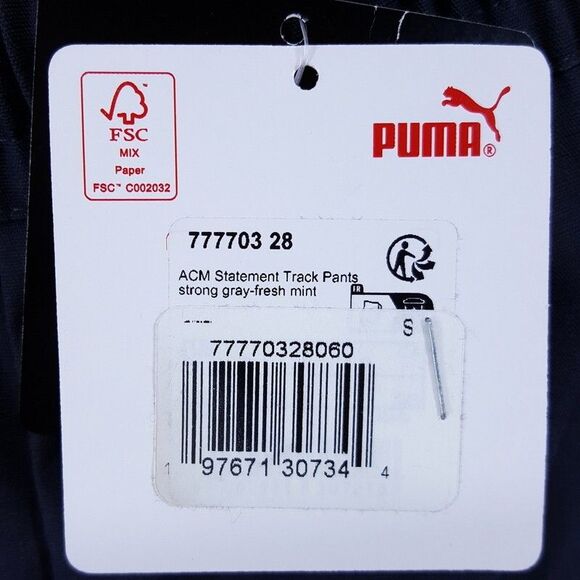 FSC
MIX
Paper
FSC™ C002032
PUMA®
777703 28
ACM Statement Track Pants
strong gray-fresh mint
FR
S
77770328060
1 97671 30734 4